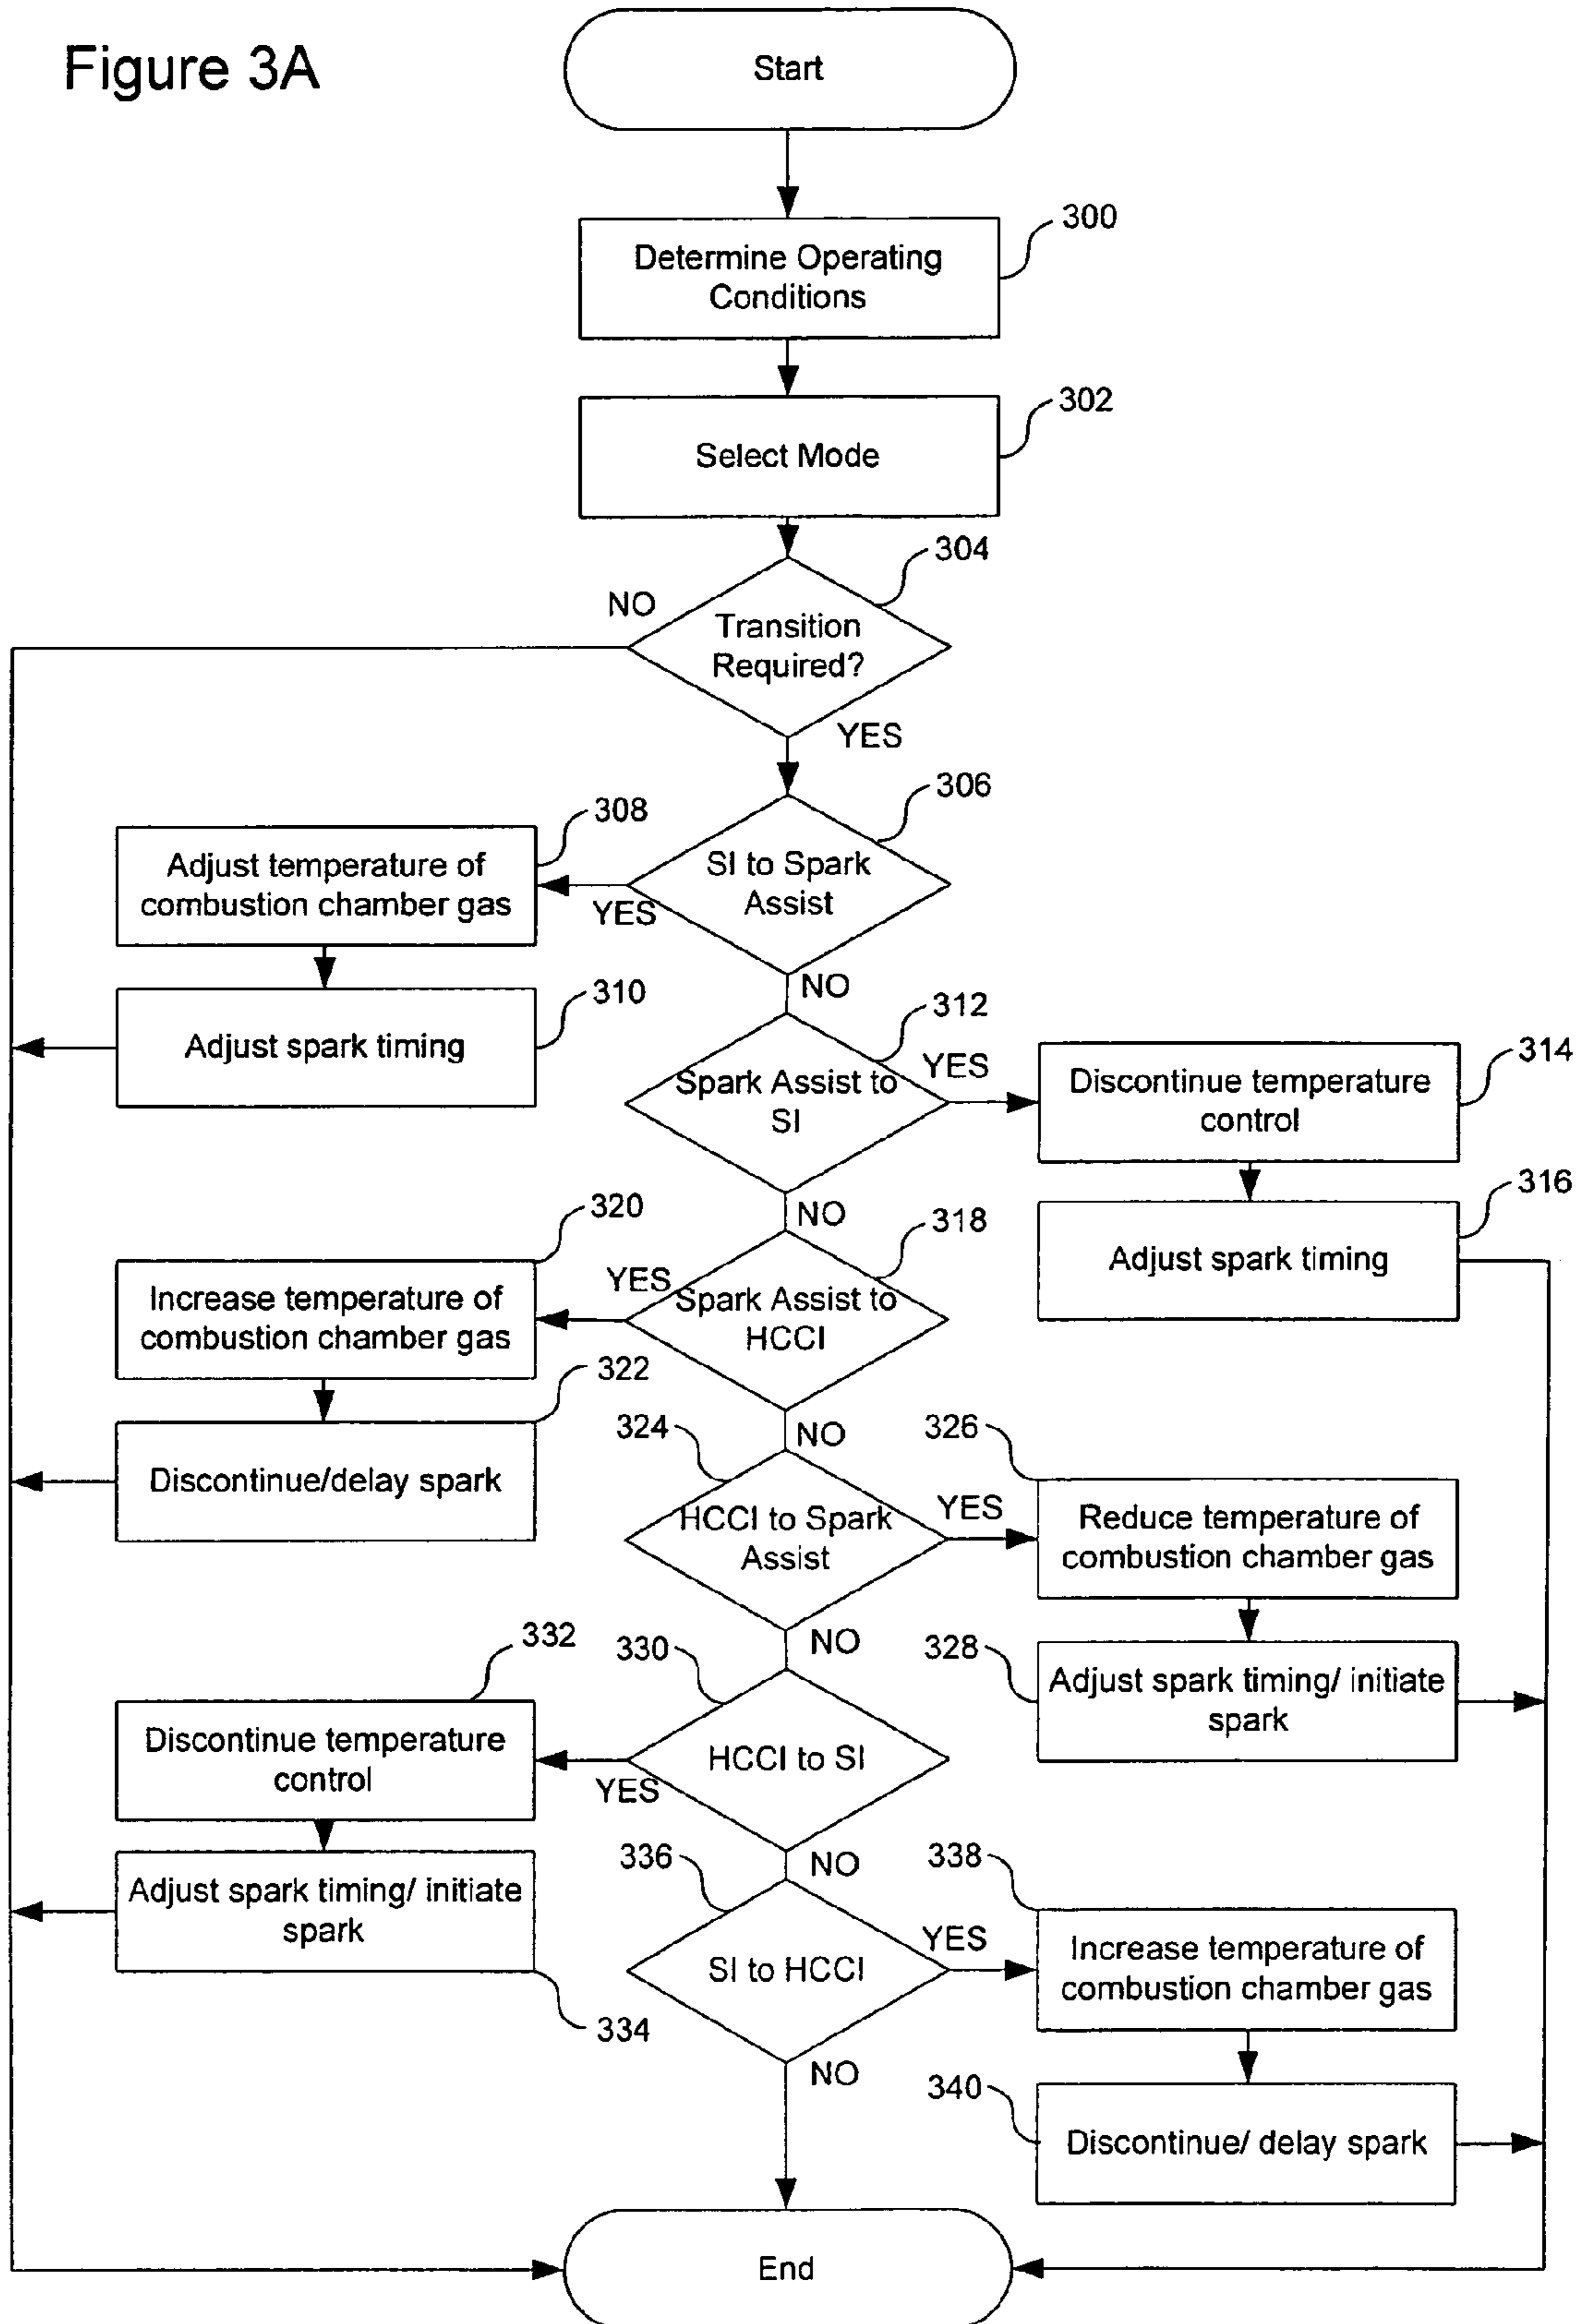 Figure 3A
Start
300
Determine Operating
Conditions
302
Select Mode
304
NO
Transition
Required?
YES
306
308
Adjust temperature of
combustion chamber gas
SI to Spark
Assist
YES
NO
310
Adjust spark timing
312
YES
Spark Assist to
SI
314
Discontinue temperature
control
NO
316
Adjust spark timing
318
320
YES
Spark Assist to
HCCI
Increase temperature of
combustion chamber gas
322
Discontinue/delay spark
NO
324
HCCI to Spark
Assist
YES
326
Reduce temperature of
combustion chamber gas
NO
328
Adjust spark timing/ initiate
spark
330
332
HCCI to SI
YES
Discontinue temperature
control
NO
Adjust spark timing/ initiate
spark
334
336
SI to HCCI
YES
338
Increase temperature of
combustion chamber gas
NO
340
Discontinue/ delay spark
End